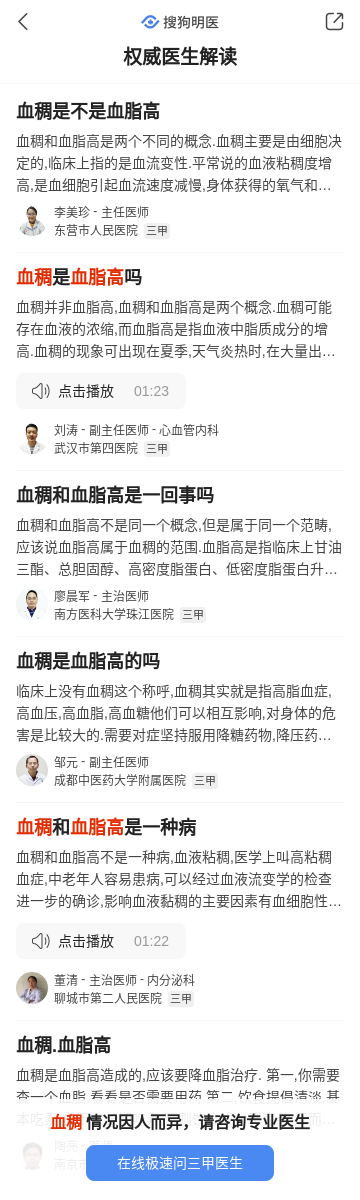 搜狗明医
权威医生解读
血稠是不是血脂高
血稠和血脂高是两个不同的概念.血稠主要是由细胞决
定的,临床上指的是血流变性.平常说的血液粘稠度增
高,是血细胞引起血流速度减慢,身体获得的氧气和…
李美珍 - 主任医师
东营市人民医院 三甲
血稠是血脂高吗
血稠并非血脂高,血稠和血脂高是两个概念.血稠可能
存在血液的浓缩,而血脂高是指血液中脂质成分的增
高.血稠的现象可出现在夏季,天气炎热时,在大量出…
点击播放 01:23
刘涛 - 副主任医师 - 心血管内科
武汉市第四医院 三甲
血稠和血脂高是一回事吗
血稠和血脂高不是同一个概念,但是属于同一个范畴,
应该说血脂高属于血稠的范围.血脂高是指临床上甘油
三酯、总胆固醇、高密度脂蛋白、低密度脂蛋白升…
廖晨军 - 主治医师
南方医科大学珠江医院 三甲
血稠是血脂高的吗
临床上没有血稠这个称呼,血稠其实就是指高脂血症,
高血压,高血脂,高血糖他们可以相互影响,对身体的危
害是比较大的.需要对症坚持服用降糖药物,降压药…
邹元 - 副主任医师
成都中医药大学附属医院 三甲
血稠和血脂高是一种病
血稠和血脂高不是一种病,血液粘稠,医学上叫高粘稠
血症,中老年人容易患病,可以经过血液流变学的检查
进一步的确诊,影响血液黏稠的主要因素有血细胞性…
点击播放 01:22
董清 - 主治医师 - 内分泌科
聊城市第二人民医院 三甲
血稠.血脂高
血稠是血脂高造成的,应该要降血脂治疗. 第一,你需要
查一个血脂,看看是否需要用药.第二,饮食提倡清淡,基
血稠 情况因人而异，请咨询专业医生
在线极速问三甲医生